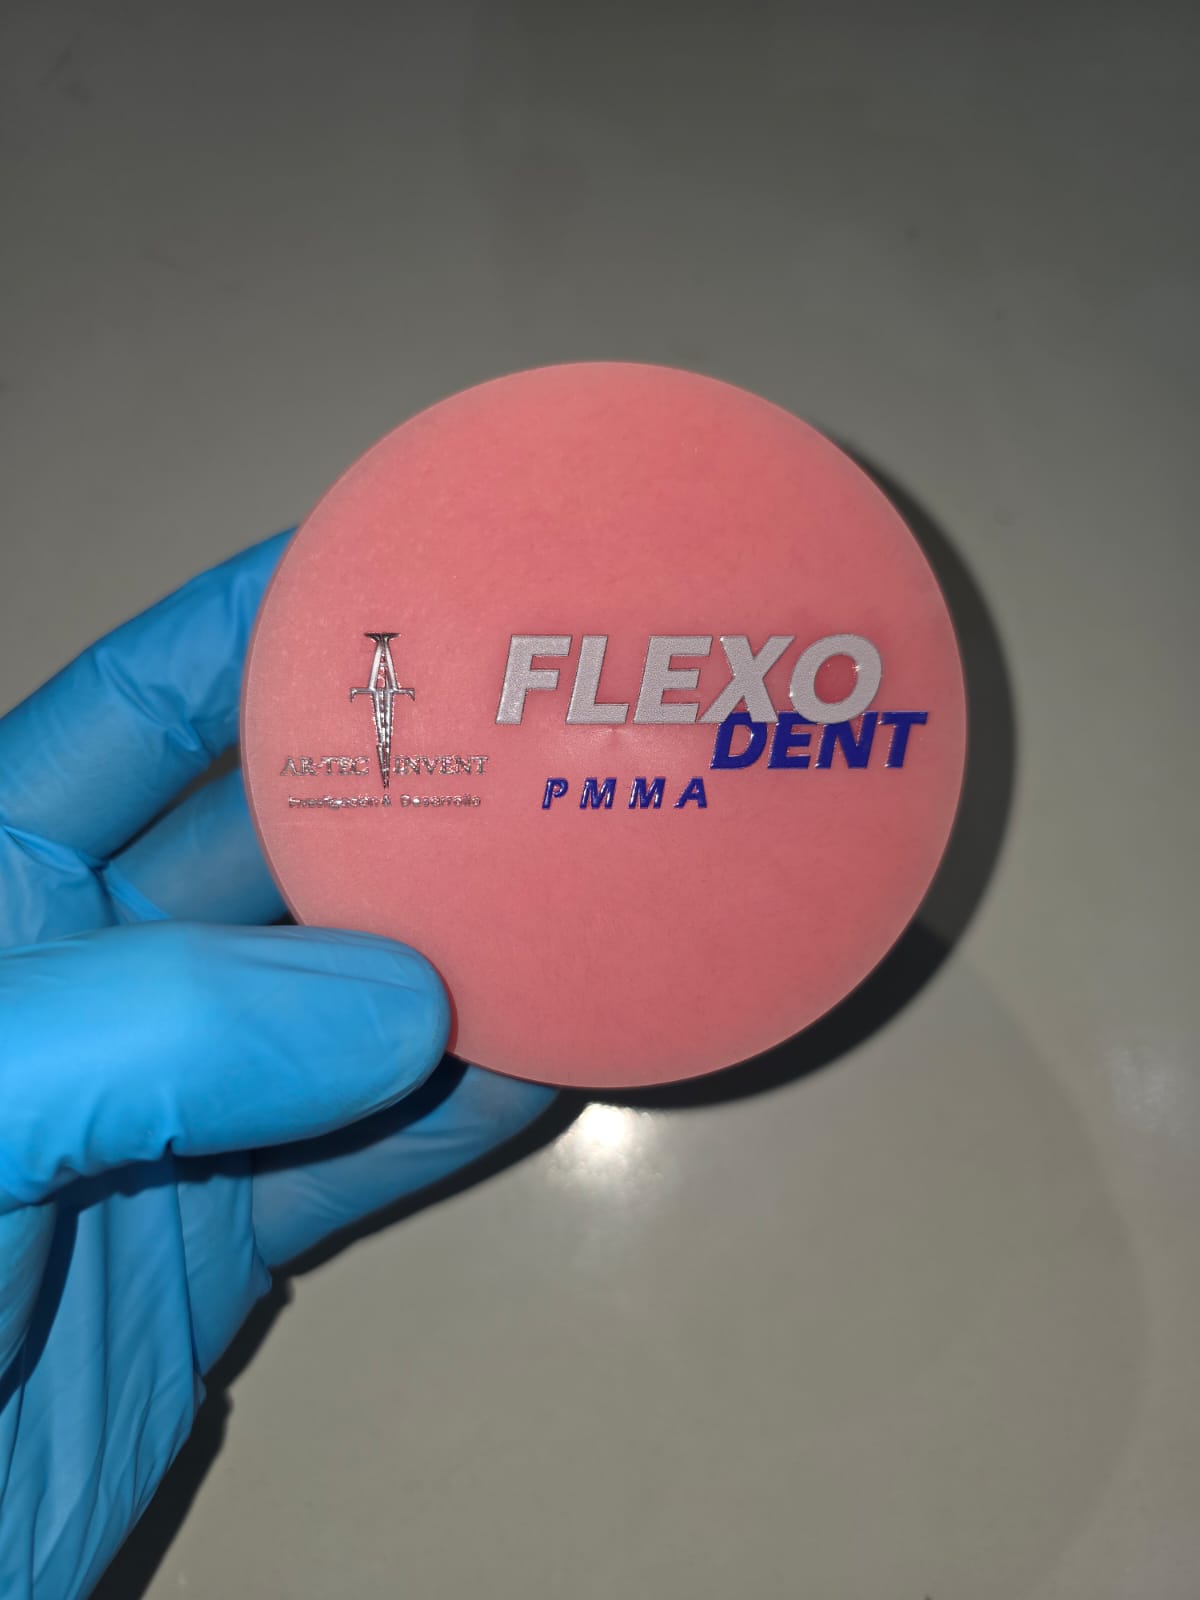 FLEXO
DENT
PMMA
AR-TEC INVENT
Investigación & Desarrollo